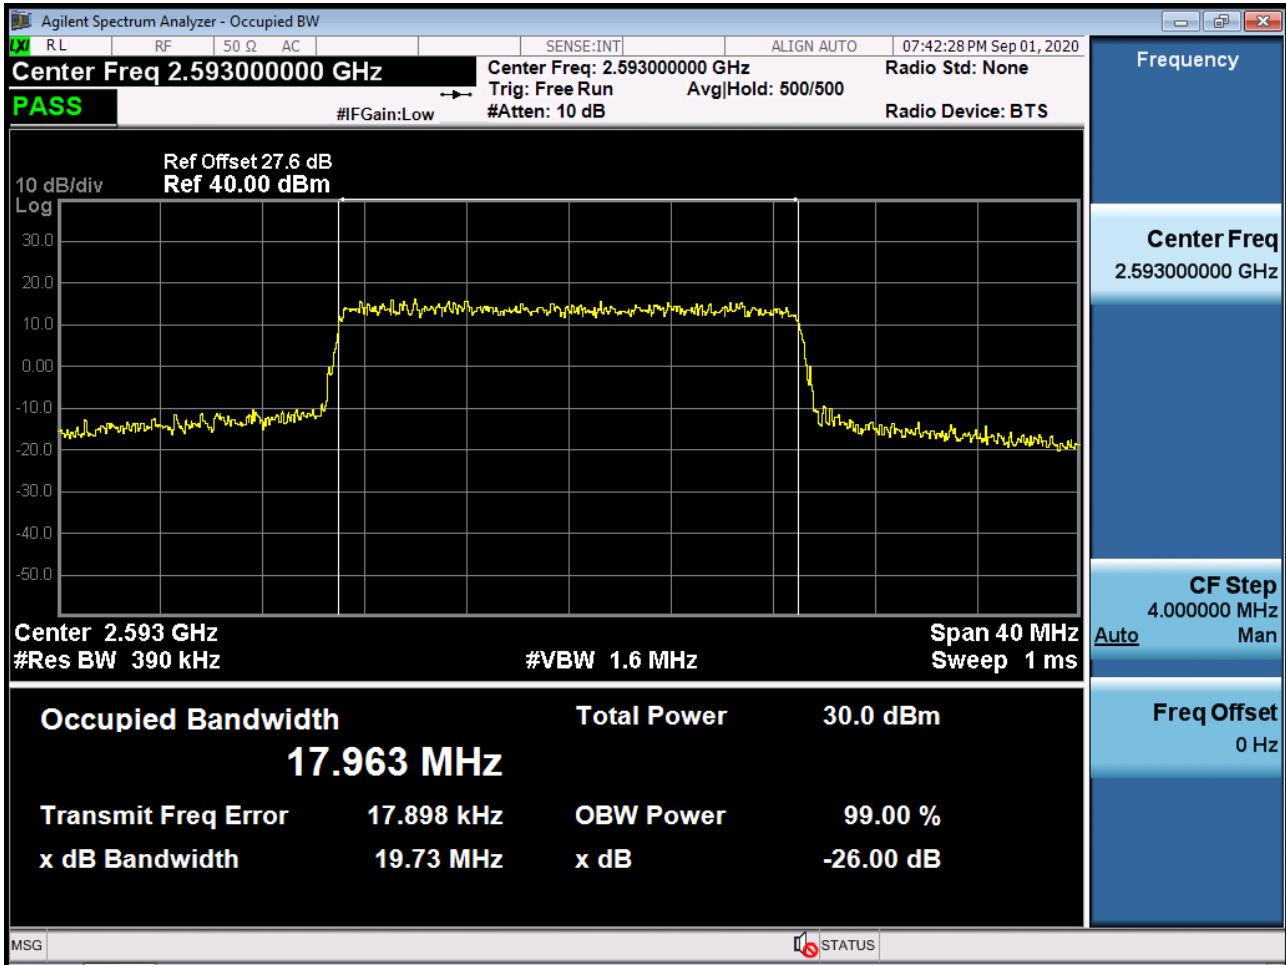 Agilent Spectrum Analyzer - Occupied BW
LXI RL RF 50 Ω AC SENSE:INT ALIGN AUTO 07:42:28 PM Sep 01, 2020
Center Freq 2.593000000 GHz
PASS
#IFGain:Low
Center Freq: 2.593000000 GHz
Trig: Free Run Avg|Hold: 500/500
#Atten: 10 dB
Radio Std: None
Radio Device: BTS
Ref Offset 27.6 dB
10 dB/div Ref 40.00 dBm
Log
30.0
20.0
10.0
0.00
-10.0
-20.0
-30.0
-40.0
-50.0
Center 2.593 GHz Span 40 MHz
#Res BW 390 kHz #VBW 1.6 MHz Sweep 1 ms
Occupied Bandwidth Total Power 30.0 dBm
17.963 MHz
Transmit Freq Error 17.898 kHz OBW Power 99.00 %
x dB Bandwidth 19.73 MHz x dB -26.00 dB
MSG STATUS
Frequency
Center Freq
2.593000000 GHz
CF Step
4.000000 MHz
Auto Man
Freq Offset
0 Hz